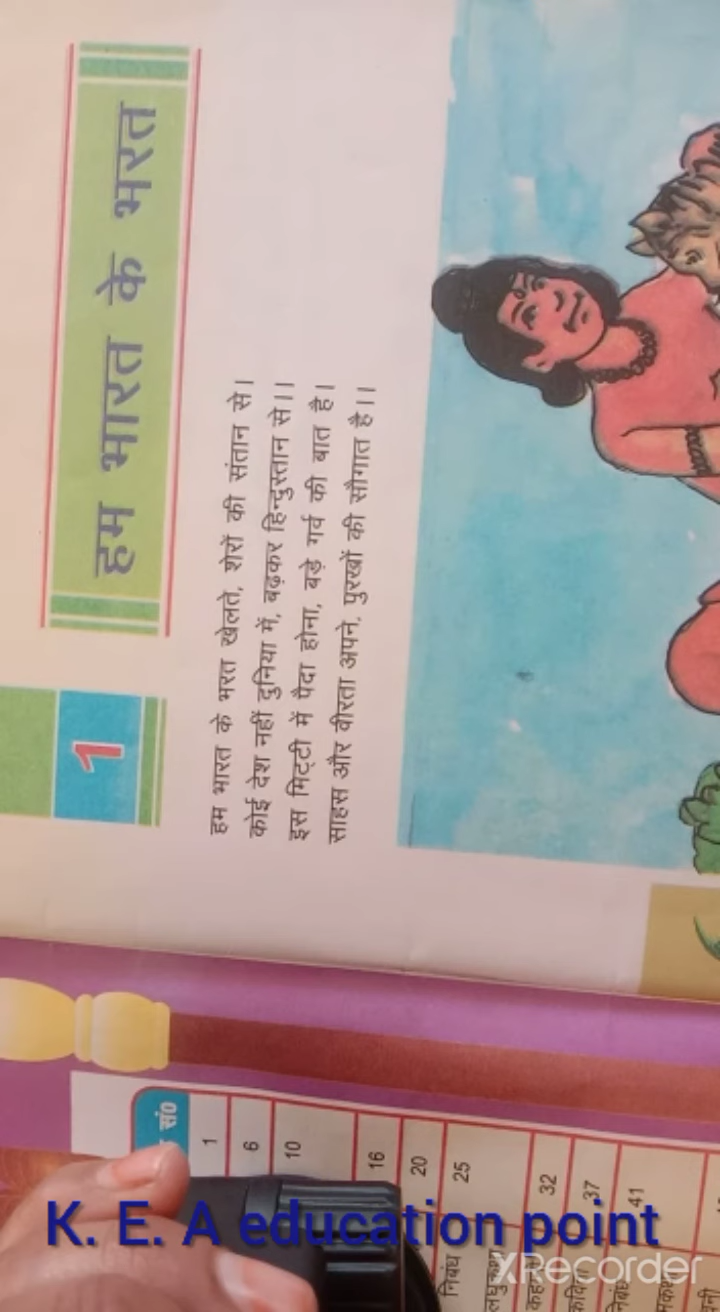 1
हम भारत के भरत
हम भारत के भरत खेलते, शेरों की संतान से।
कोई देश नहीं दुनिया में, बढ़कर हिन्दुस्तान से।।
इस मिट्टी में पैदा होना, बड़े गर्व की बात है।
साहस और वीरता अपने, पुरखों की सौगात है।।
सं०
1
6
10
16
20
निबंध 25
32
37
41
K. E. A education point
XRecorder